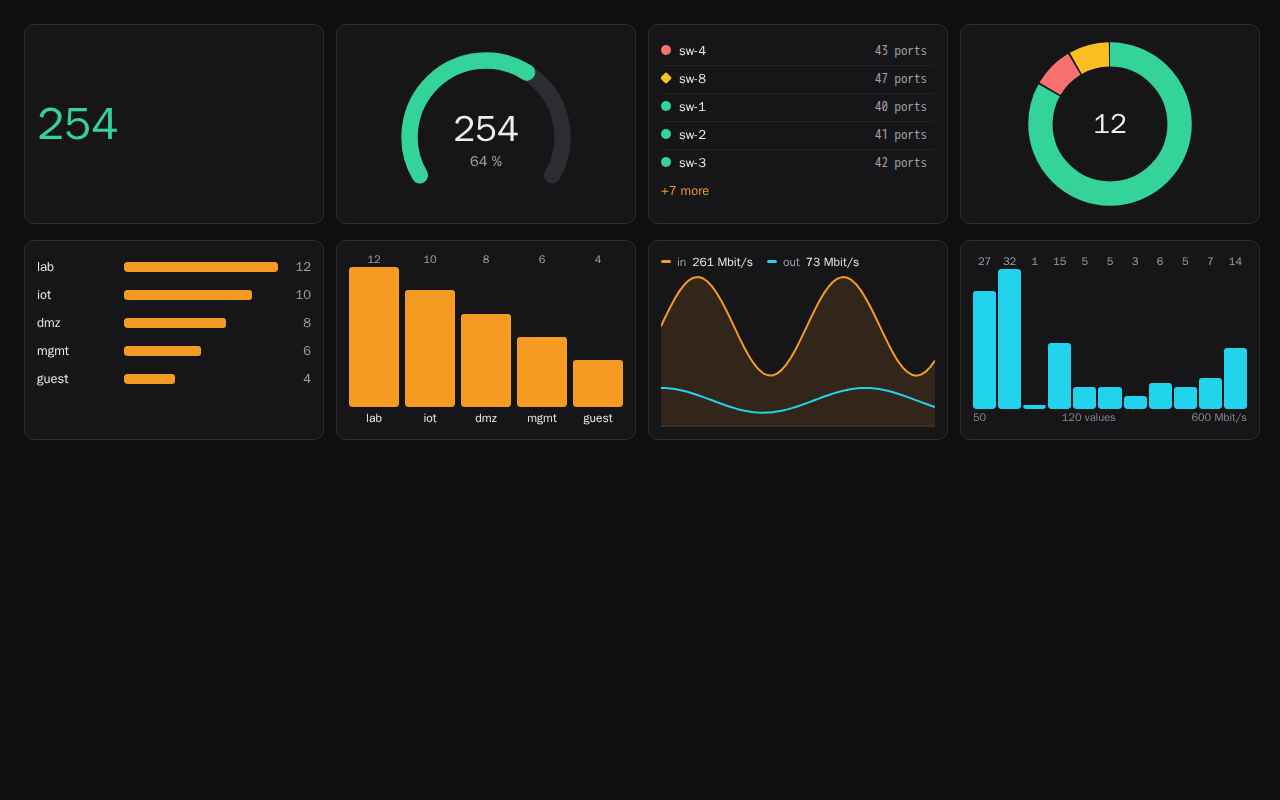 254
254
64 %
sw-4 43 ports
sw-8 47 ports
sw-1 40 ports
sw-2 41 ports
sw-3 42 ports
+7 more
12
lab 12
iot 10
dmz 8
mgmt 6
guest 4
12 10 8 6 4
lab iot dmz mgmt guest
in 261 Mbit/s out 73 Mbit/s
27 32 1 15 5 5 3 6 5 7 14
50 120 values 600 Mbit/s